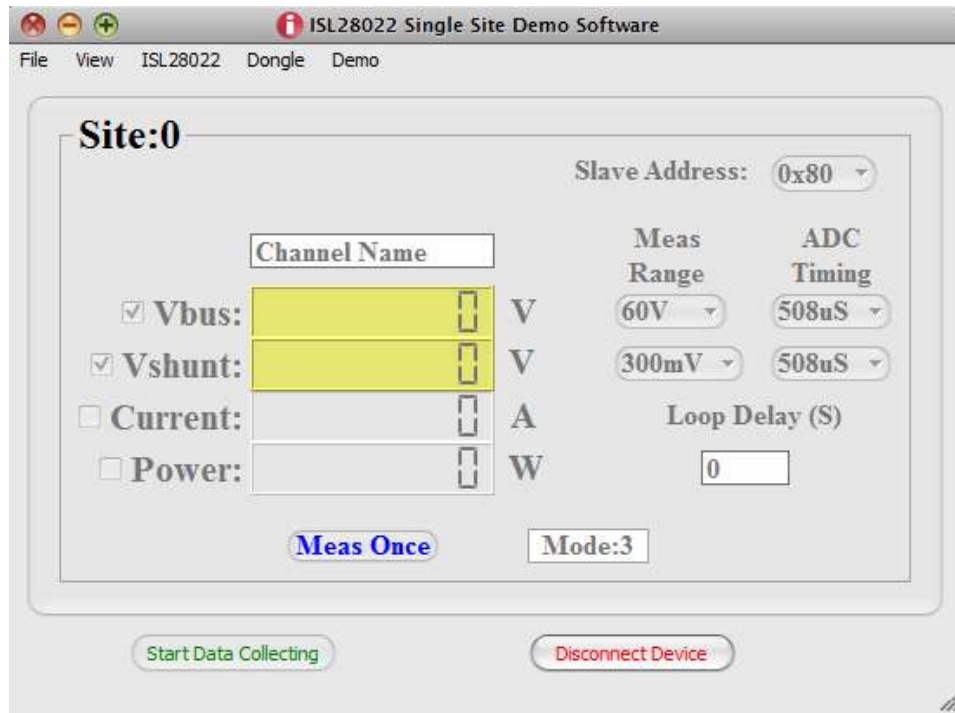 ISL28022 Single Site Demo Software
File View ISL28022 Dongle Demo
Site:0
Slave Address: 0x80
Channel Name
Meas Range
ADC Timing
Vbus: 0 V 60V 508uS
Vshunt: 0 V 300mV 508uS
Current: 0 A
Loop Delay (S)
Power: 0 W
0
Meas Once
Mode:3
Start Data Collecting
Disconnect Device